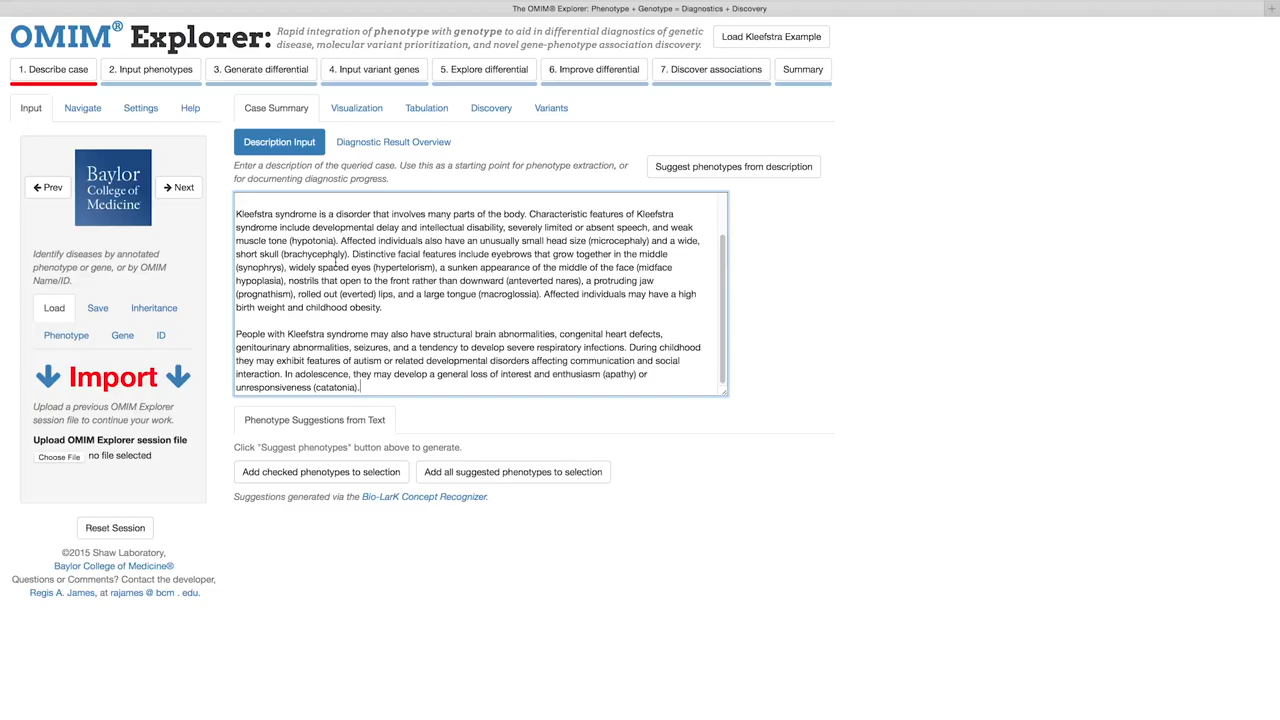 The OMIM® Explorer: Phenotype + Genotype = Diagnostics + Discovery
+
OMIM® Explorer:
Rapid integration of phenotype with genotype to aid in differential diagnostics of genetic
disease, molecular variant prioritization, and novel gene-phenotype association discovery.
Load Kleefstra Example
1. Describe case
2. Input phenotypes
3. Generate differential
4. Input variant genes
5. Explore differential
6. Improve differential
7. Discover associations
Summary
Input
Navigate
Settings
Help
Case Summary
Visualization
Tabulation
Discovery
Variants
Description Input
Diagnostic Result Overview
Enter a description of the queried case. Use this as a starting point for phenotype extraction, or
for documenting diagnostic progress.
Suggest phenotypes from description
Prev
Baylor
College of
Medicine
Next
Kleefstra syndrome is a disorder that involves many parts of the body. Characteristic features of Kleefstra
syndrome include developmental delay and intellectual disability, severely limited or absent speech, and weak
muscle tone (hypotonia). Affected individuals also have an unusually small head size (microcephaly) and a wide,
short skull (brachycephaly). Distinctive facial features include eyebrows that grow together in the middle
(synophrys), widely spaced eyes (hypertelorism), a sunken appearance of the middle of the face (midface
hypoplasia), nostrils that open to the front rather than downward (anteverted nares), a protruding jaw
(prognathism), rolled out (everted) lips, and a large tongue (macroglossia). Affected individuals may have a high
birth weight and childhood obesity.
People with Kleefstra syndrome may also have structural brain abnormalities, congenital heart defects,
genitourinary abnormalities, seizures, and a tendency to develop severe respiratory infections. During childhood
they may exhibit features of autism or related developmental disorders affecting communication and social
interaction. In adolescence, they may develop a general loss of interest and enthusiasm (apathy) or
unresponsiveness (catatonia).
Identify diseases by annotated
phenotype or gene, or by OMIM
Name/ID.
Load
Save
Inheritance
Phenotype
Gene
ID
Import
Upload a previous OMIM Explorer
session file to continue your work.
Upload OMIM Explorer session file
Choose File no file selected
Phenotype Suggestions from Text
Click "Suggest phenotypes" button above to generate.
Add checked phenotypes to selection
Add all suggested phenotypes to selection
Suggestions generated via the Bio-LarK Concept Recognizer.
Reset Session
©2015 Shaw Laboratory,
Baylor College of Medicine®
Questions or Comments? Contact the developer,
Regis A. James, at rajames @ bcm . edu.